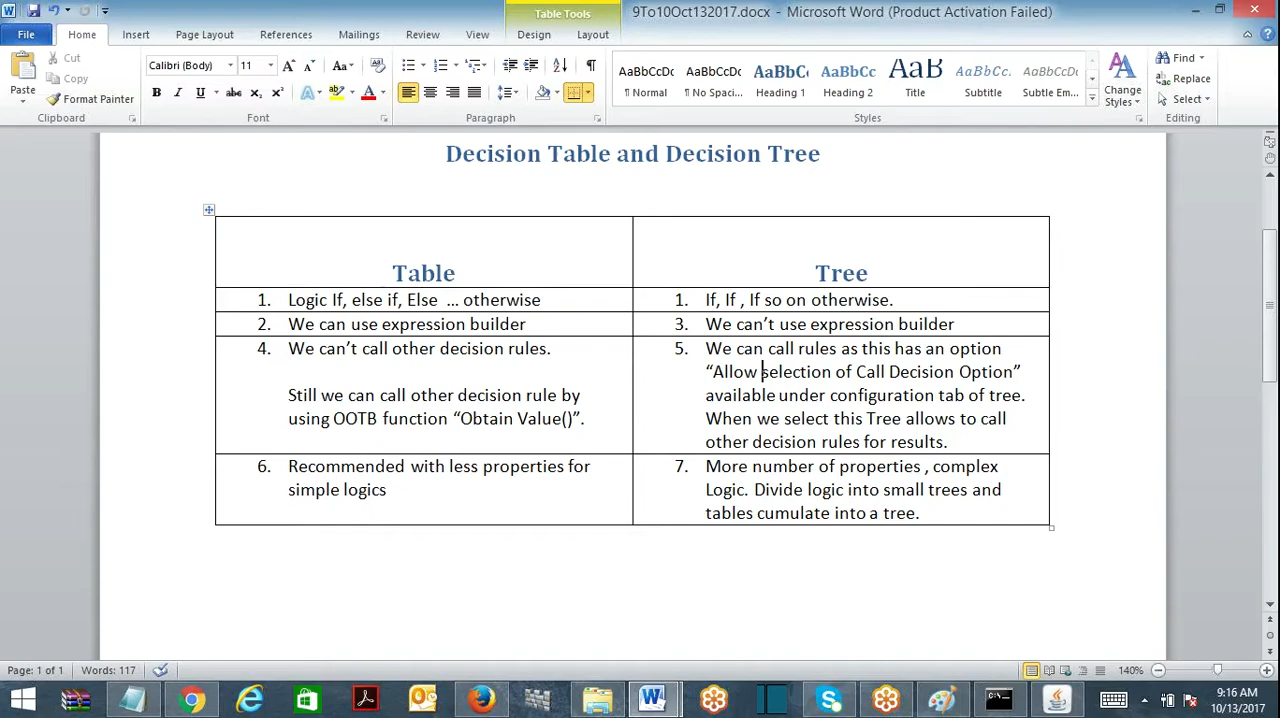 9To10Oct132017.docx - Microsoft Word (Product Activation Failed)
Table Tools
File Home Insert Page Layout References Mailings Review View Design Layout
Paste
Cut
Copy
Format Painter
Clipboard
Calibri (Body) 11
Font
Paragraph
AaBbCcDc AaBbCcDc AaBbC AaBbCc AaB AaBbCcDc AaBbCcDc
¶ Normal ¶ No Spaci... Heading 1 Heading 2 Title Subtitle Subtle Em...
Change Styles
Styles
Find
Replace
Select
Editing
Decision Table and Decision Tree
Table
Tree
1. Logic If, else if, Else … otherwise
1. If, If , If so on otherwise.
2. We can use expression builder
3. We can’t use expression builder
4. We can’t call other decision rules.
Still we can call other decision rule by
using OOTB function “Obtain Value()”.
5. We can call rules as this has an option
“Allow selection of Call Decision Option”
available under configuration tab of tree.
When we select this Tree allows to call
other decision rules for results.
6. Recommended with less properties for
simple logics
7. More number of properties , complex
Logic. Divide logic into small trees and
tables cumulate into a tree.
Page: 1 of 1 Words: 117 140%
9:16 AM
10/13/2017